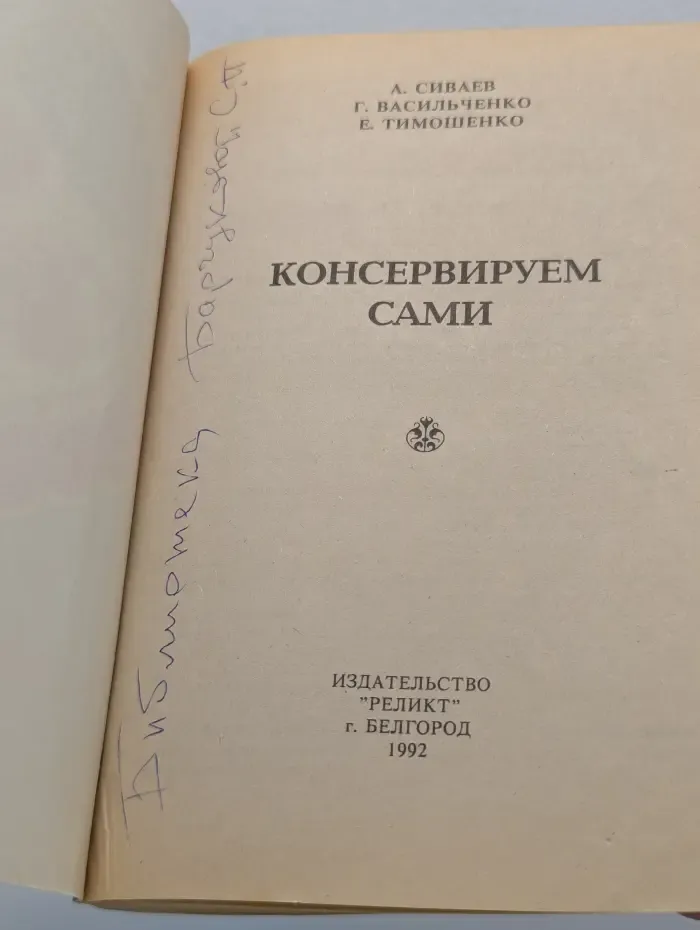 А. СИВАЕВ
Г. ВАСИЛЬЧЕНКО
Е. ТИМОШЕНКО
КОНСЕРВИРУЕМ
САМИ
ИЗДАТЕЛЬСТВО
"РЕЛИКТ"
г. БЕЛГОРОД
1992
Библиотека